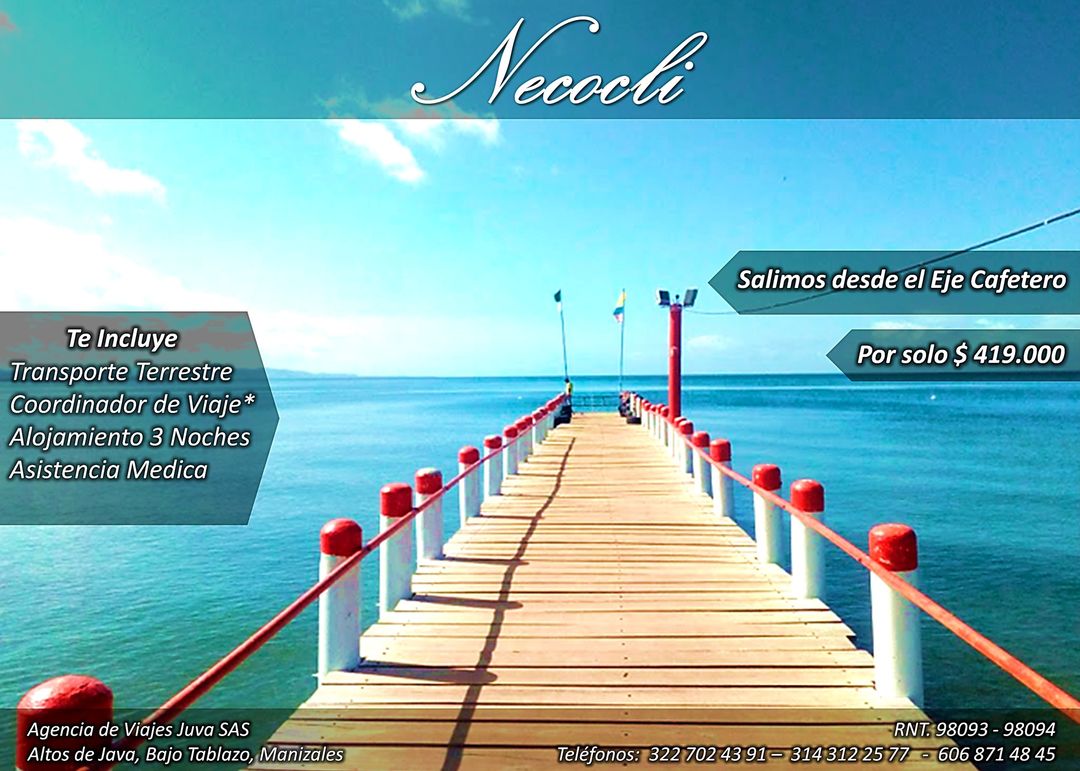 Necocli
Salimos desde el Eje Cafetero
Por solo $ 419.000
Te Incluye
Transporte Terrestre
Coordinador de Viaje*
Alojamiento 3 Noches
Asistencia Medica
Agencia de Viajes Juva SAS
Altos de Java, Bajo Tablazo, Manizales
RNT. 98093 - 98094
Teléfonos: 322 702 43 91 – 314 312 25 77 - 606 871 48 45